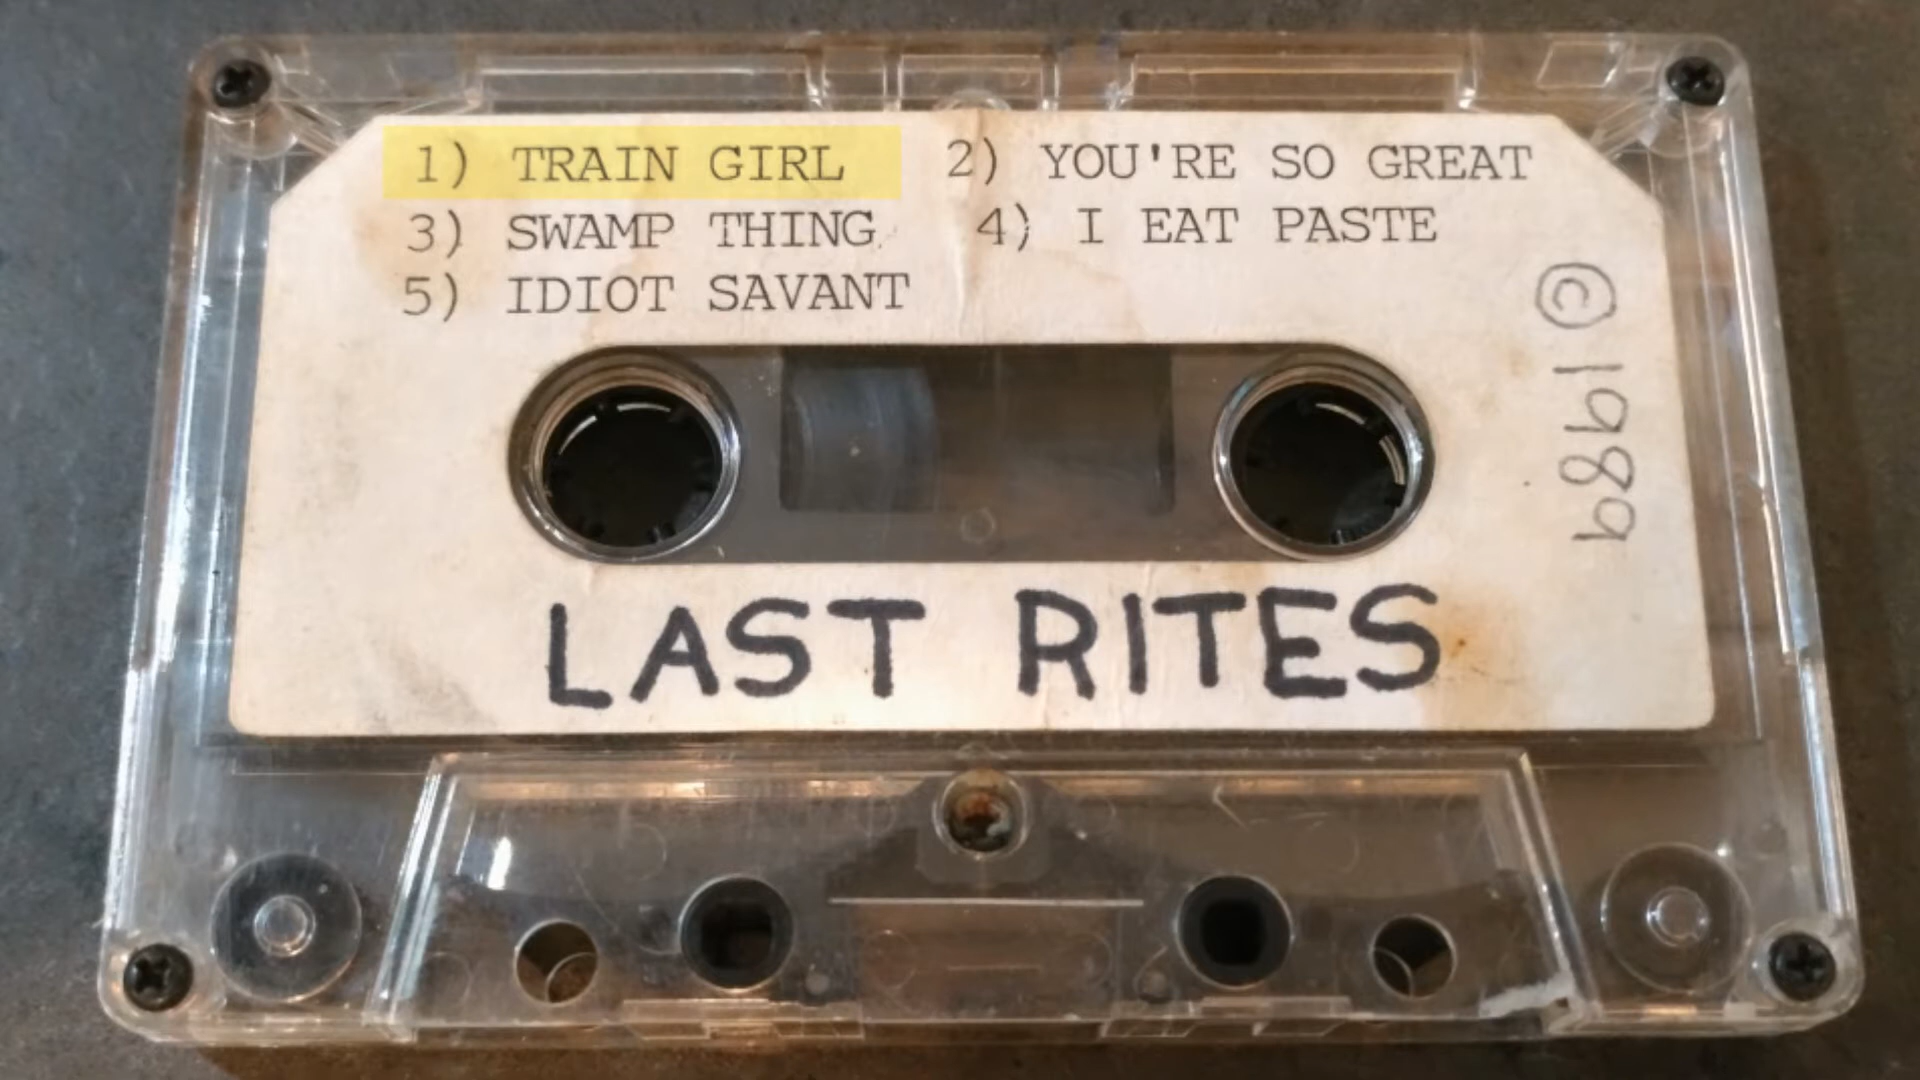 1) TRAIN GIRL 2) YOU'RE SO GREAT
3) SWAMP THING 4) I EAT PASTE
5) IDIOT SAVANT
© 1989
LAST RITES